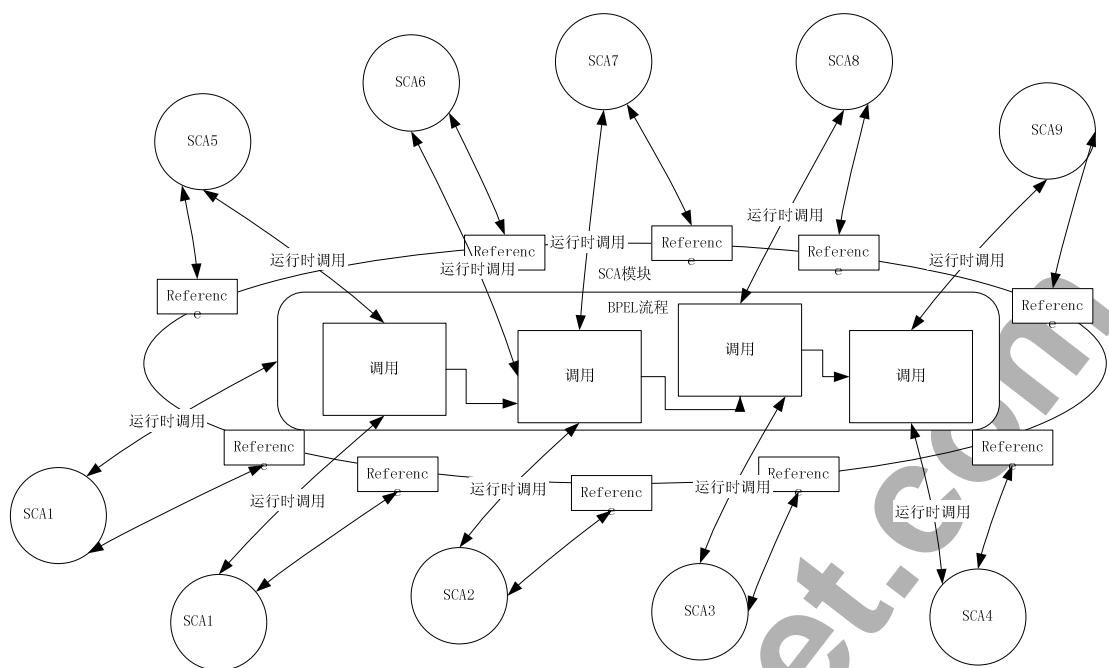 SCA7
SCA8
SCA6
SCA9
SCA5
运行时调用
Referenc
e
Referenc
e
运行时调用
Referenc
e
运行时调用
运行时调用
运行时调用
SCA模块
Referenc
e
Referenc
e
BPEL流程
调用
调用
调用
调用
运行时调用
Referenc
e
Referenc
e
Referenc
e
Referenc
e
运行时调用
运行时调用
运行时调用
Referenc
e
SCA1
运行时调用
SCA2
SCA3
SCA4
SCA1
et.com